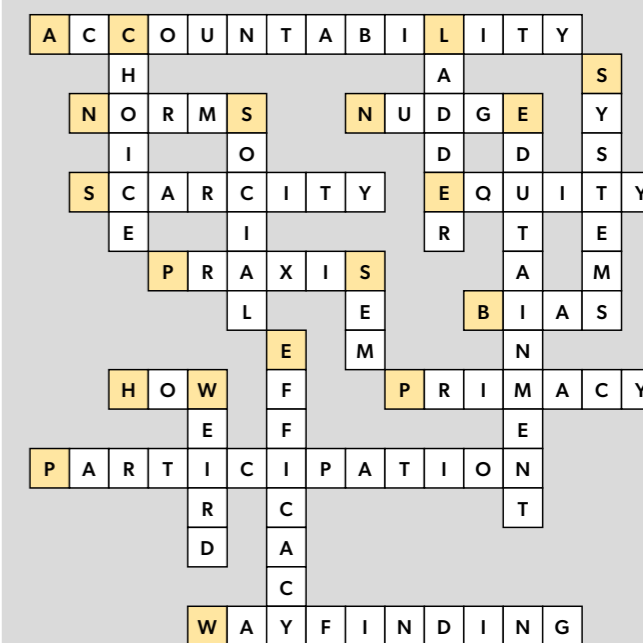 ACCOUNTABILITY
CHOICE
LADDER
SYSTEMS
NORMS
SOCIAL
NUDGE
EDUTAINMENT
SCARCITY
EQUITY
PRAXIS
SEM
BIAS
EFFICACY
HOW
WEIRD
PRIMACY
PARTICIPATION
WAYFINDING